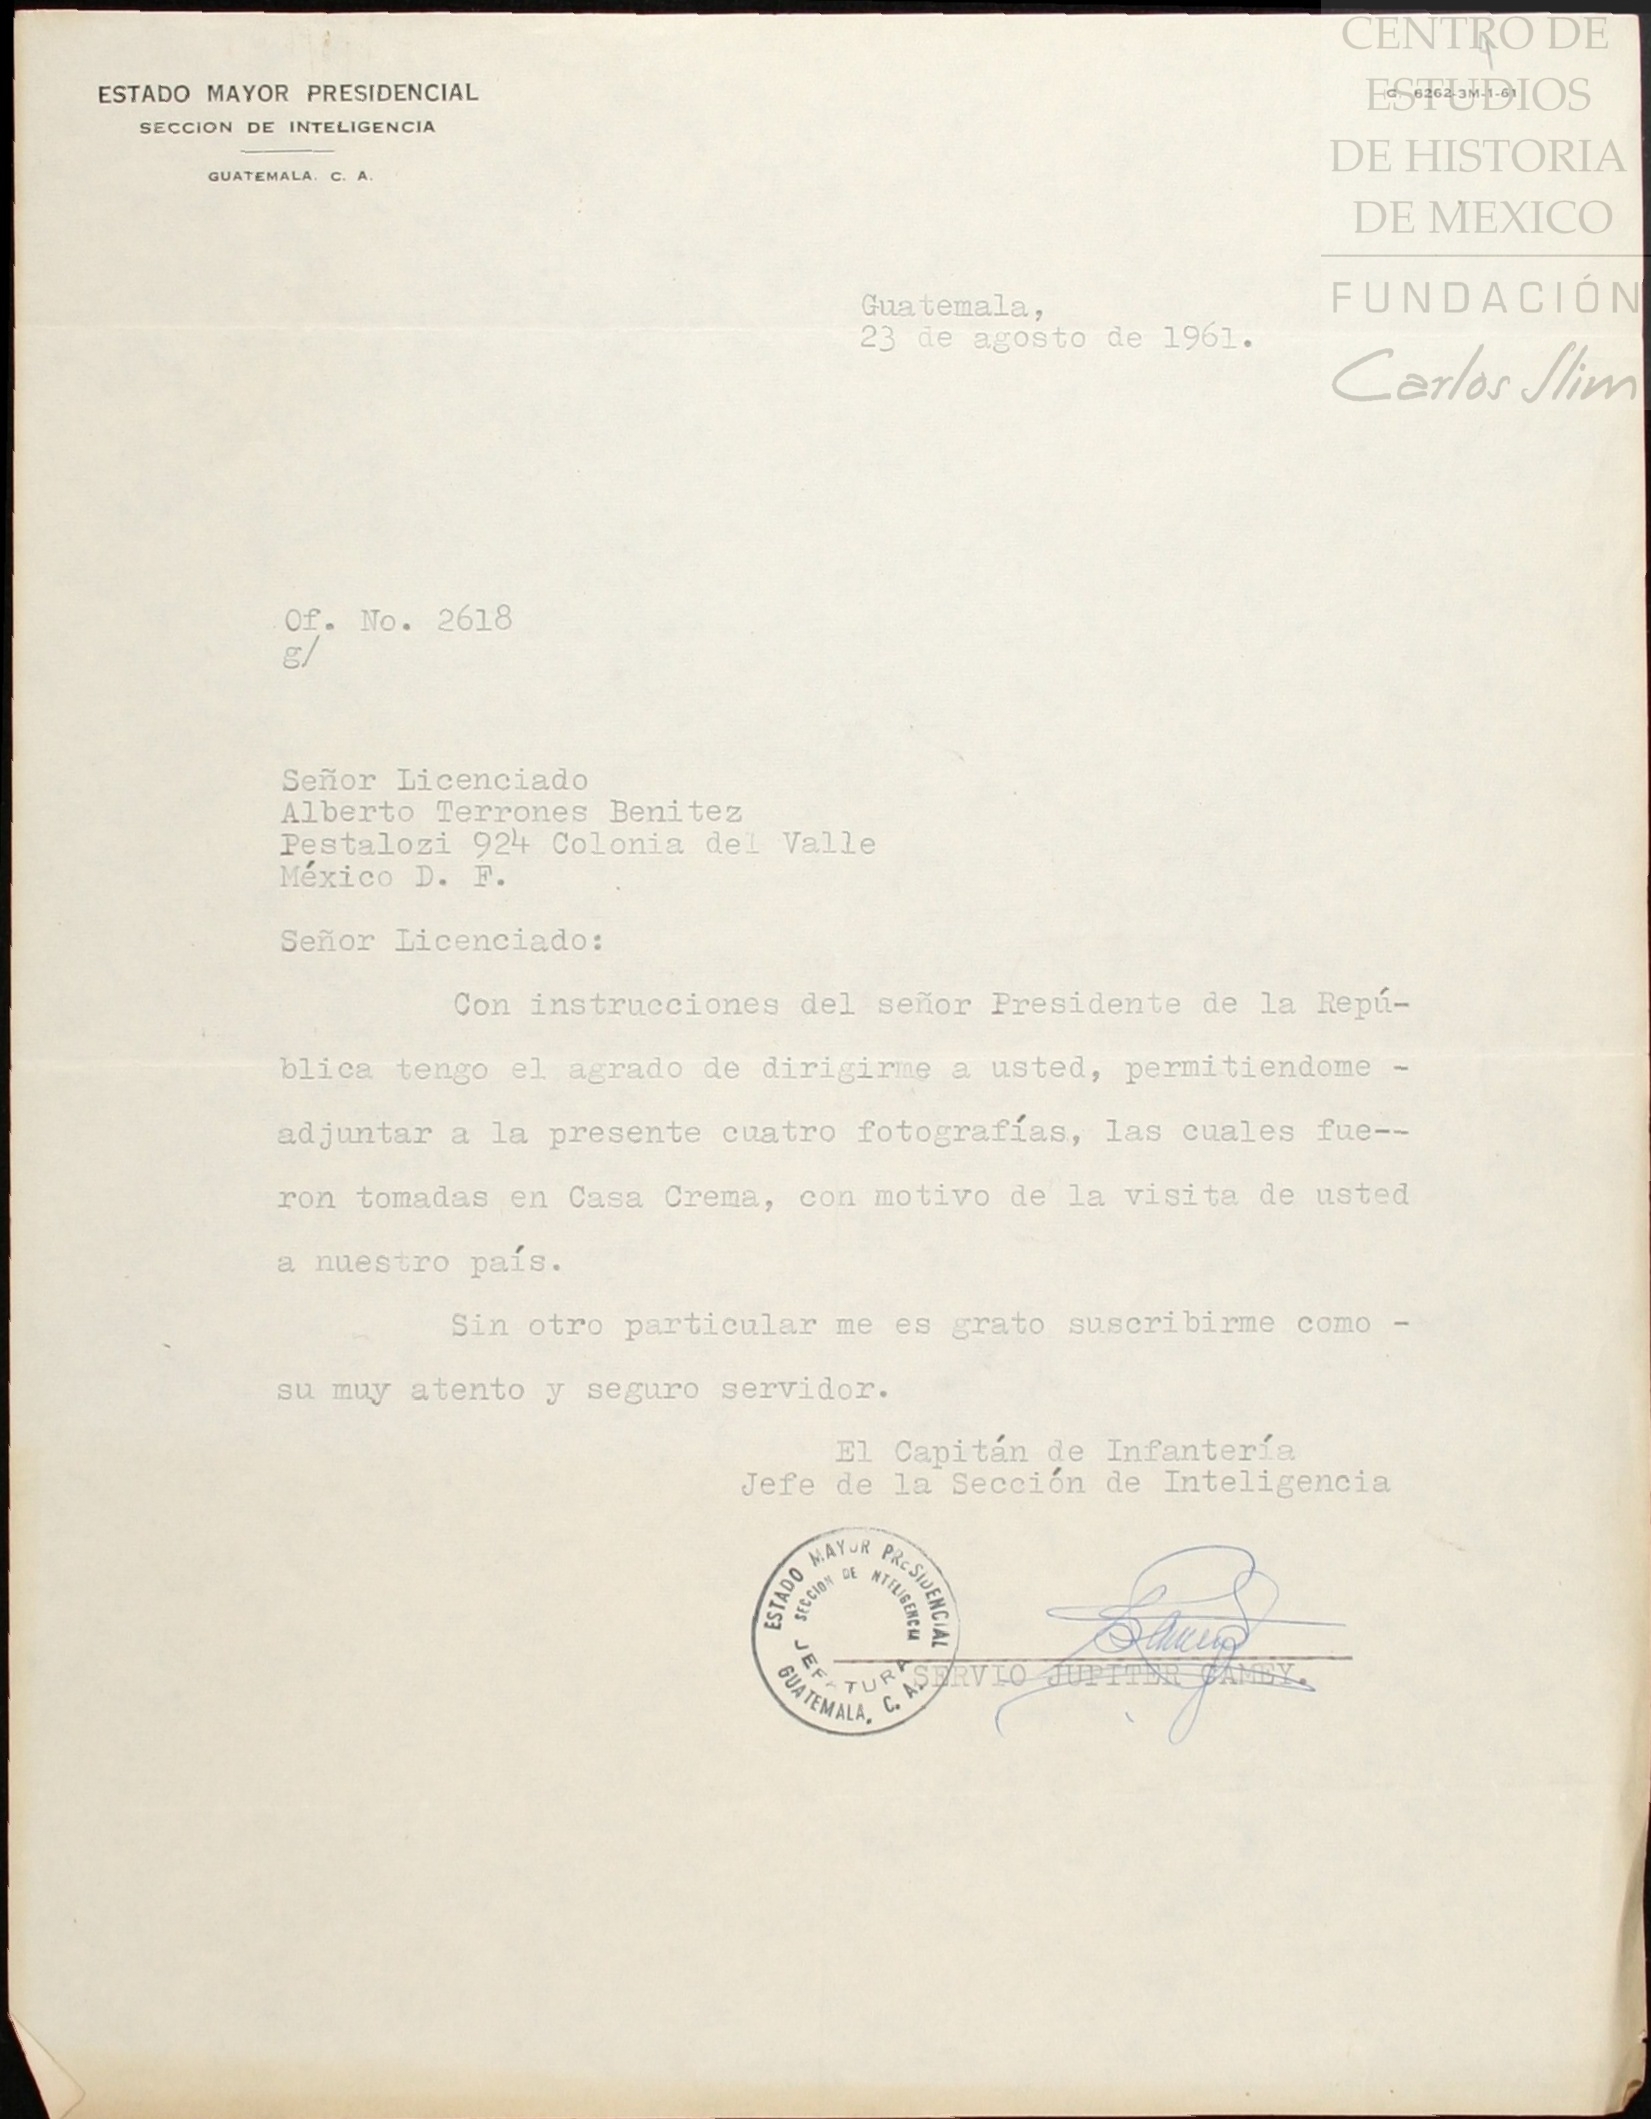 CENTRO DE
ESTUDIOS
DE HISTORIA
DE MEXICO
FUNDACIÓN
Carlos Slim
G. 6262-3M-1-61
ESTADO MAYOR PRESIDENCIAL
SECCION DE INTELIGENCIA
GUATEMALA. C. A.
Guatemala,
23 de agosto de 1961.
Of. No. 2618
g/
Señor Licenciado
Alberto Terrones Benitez
Pestalozi 924 Colonia del Valle
México D. F.
Señor Licenciado:
Con instrucciones del señor Presidente de la Repú-
blica tengo el agrado de dirigirme a usted, permitiendome -
adjuntar a la presente cuatro fotografías, las cuales fue--
ron tomadas en Casa Crema, con motivo de la visita de usted
a nuestro país.
Sin otro particular me es grato suscribirme como -
su muy atento y seguro servidor.
El Capitán de Infantería
Jefe de la Sección de Inteligencia
ESTADO MAYOR PRESIDENCIAL
SECCION DE INTELIGENCIA
JEFATURA
GUATEMALA, C. A.
SERVIO JUPITER CAMEY.